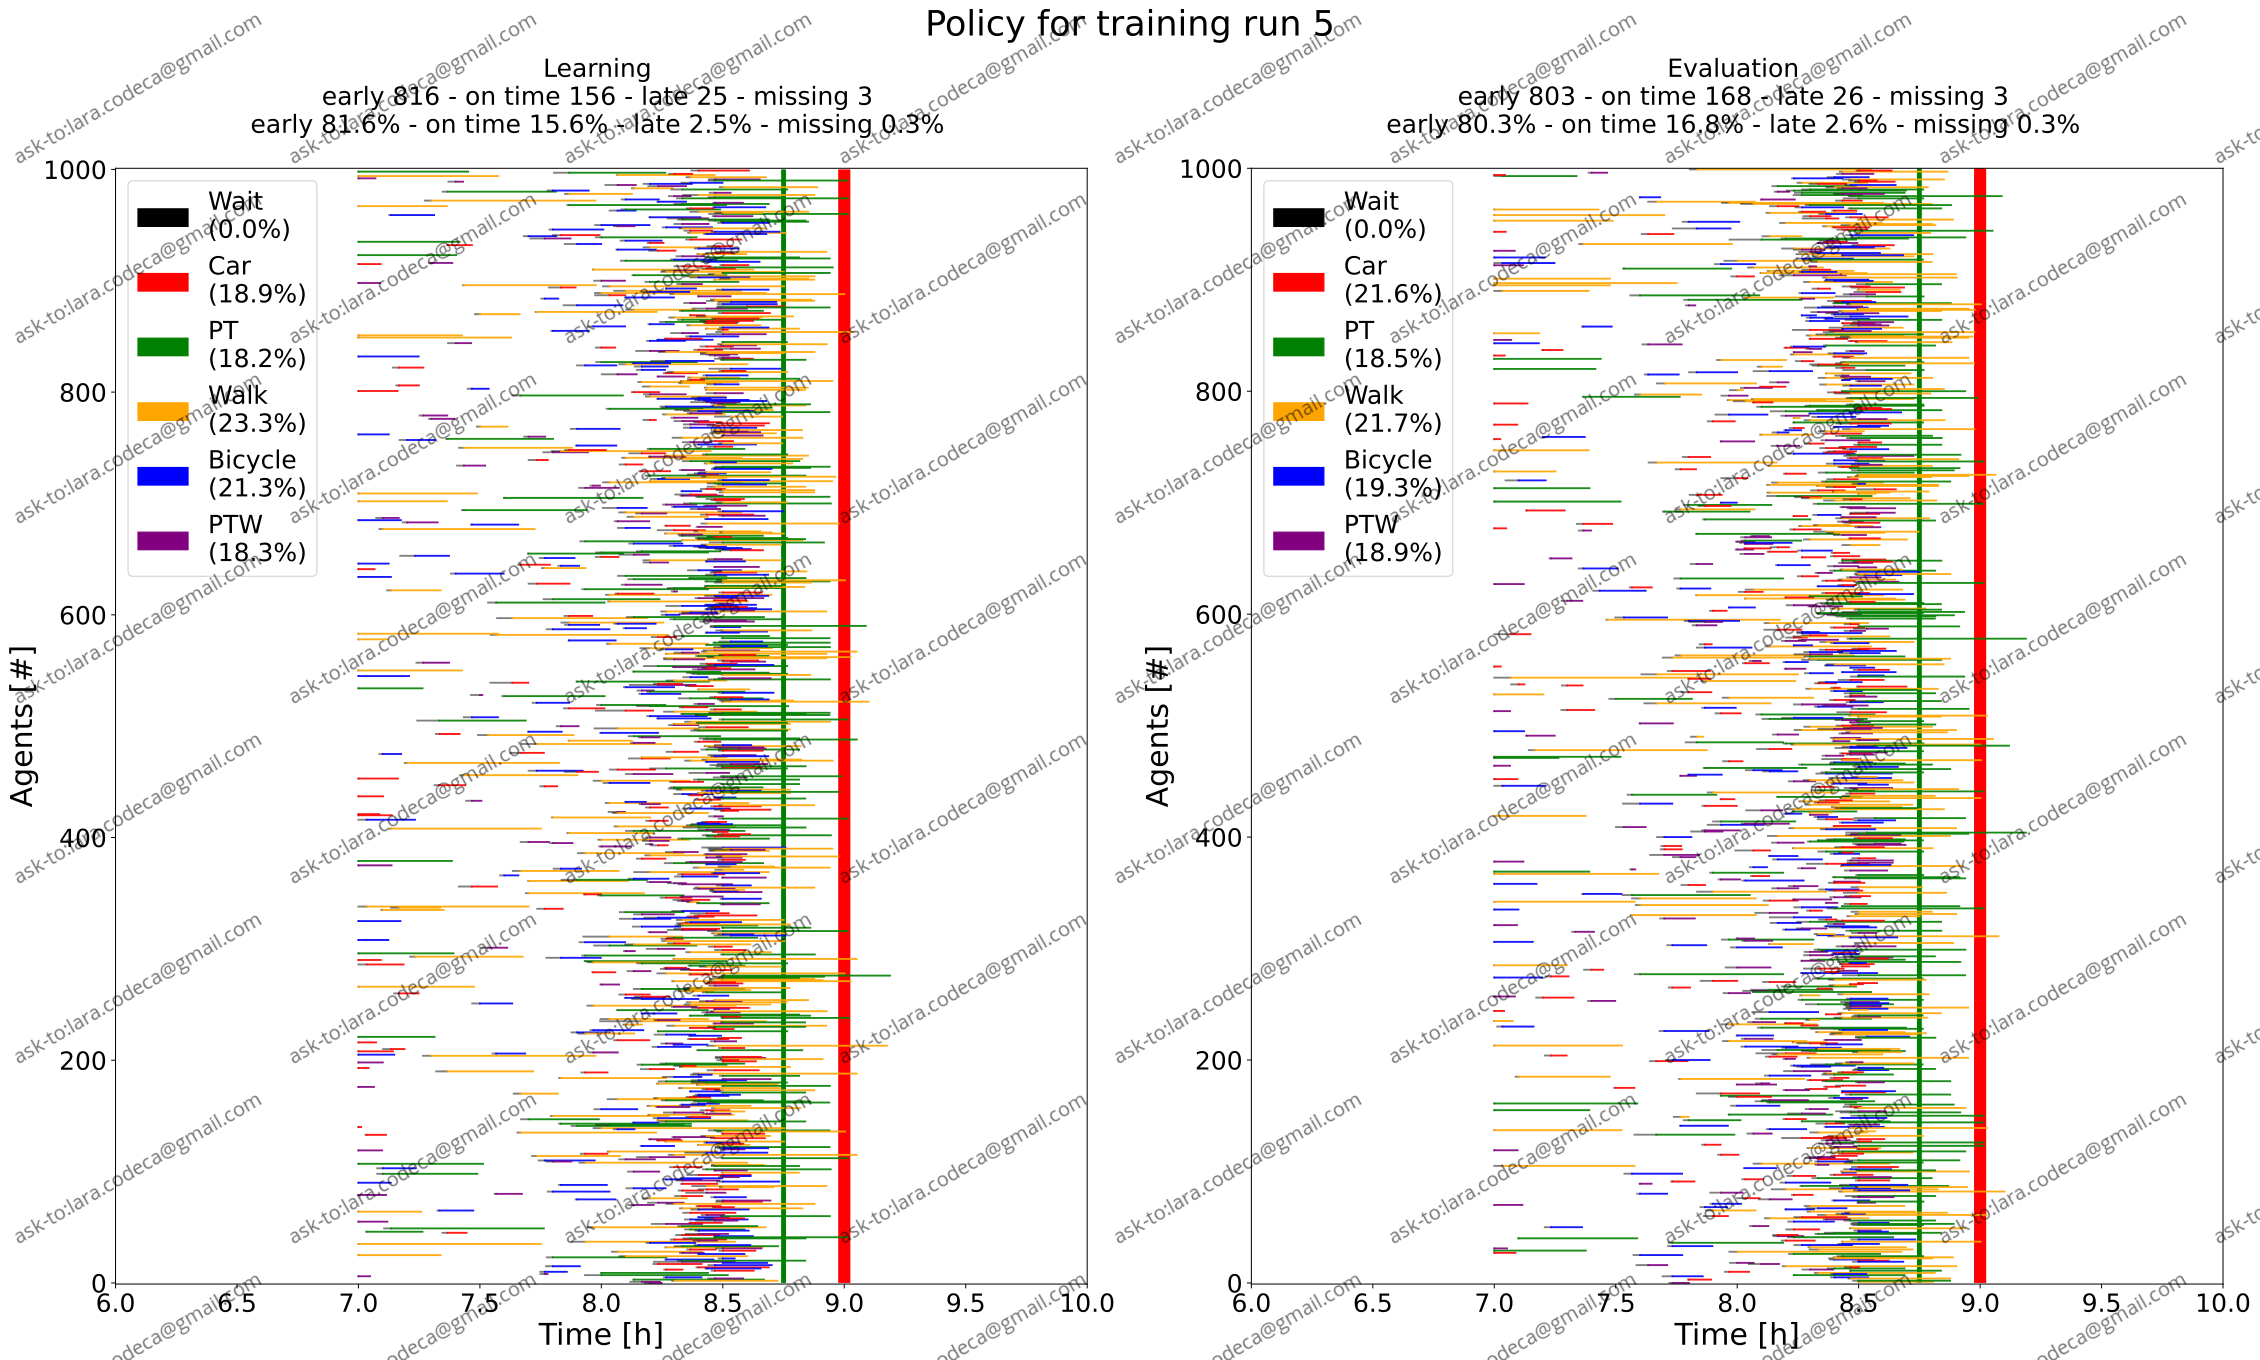 Policy for training run 5
Learning
early 816 - on time 156 - late 25 - missing 3
early 81.6% - on time 15.6% - late 2.5% - missing 0.3%
Wait
(0.0%)
Car
(18.9%)
PT
(18.2%)
Walk
(23.3%)
Bicycle
(21.3%)
PTW
(18.3%)
Agents [#]
1000
800
600
400
200
0
6.0 6.5 7.0 7.5 8.0 8.5 9.0 9.5 10.0
Time [h]
Evaluation
early 803 - on time 168 - late 26 - missing 3
early 80.3% - on time 16.8% - late 2.6% - missing 0.3%
Wait
(0.0%)
Car
(21.6%)
PT
(18.5%)
Walk
(21.7%)
Bicycle
(19.3%)
PTW
(18.9%)
Agents [#]
1000
800
600
400
200
0
6.0 6.5 7.0 7.5 8.0 8.5 9.0 9.5 10.0
Time [h]
ask-to:lara.codeca@gmail.com